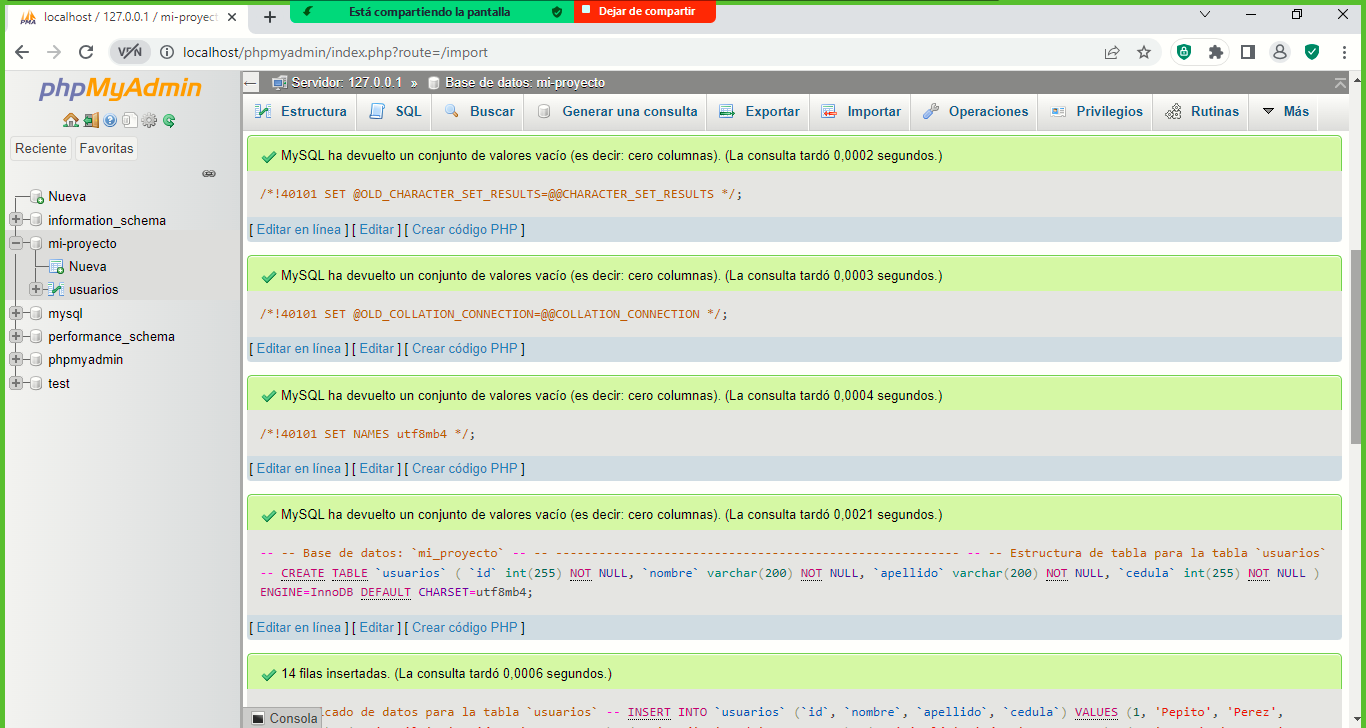 localhost / 127.0.0.1 / mi-proyect
Está compartiendo la pantalla
Dejar de compartir
VPN
localhost/phpmyadmin/index.php?route=/import
phpMyAdmin
Servidor: 127.0.0.1 » Base de datos: mi-proyecto
Estructura SQL Buscar Generar una consulta Exportar Importar Operaciones Privilegios Rutinas Más
Reciente Favoritas
Nueva
information_schema
mi-proyecto
Nueva
usuarios
mysql
performance_schema
phpmyadmin
test
MySQL ha devuelto un conjunto de valores vacío (es decir: cero columnas). (La consulta tardó 0,0002 segundos.)
/*!40101 SET @OLD_CHARACTER_SET_RESULTS=@@CHARACTER_SET_RESULTS */;
[ Editar en línea ] [ Editar ] [ Crear código PHP ]
MySQL ha devuelto un conjunto de valores vacío (es decir: cero columnas). (La consulta tardó 0,0003 segundos.)
/*!40101 SET @OLD_COLLATION_CONNECTION=@@COLLATION_CONNECTION */;
[ Editar en línea ] [ Editar ] [ Crear código PHP ]
MySQL ha devuelto un conjunto de valores vacío (es decir: cero columnas). (La consulta tardó 0,0004 segundos.)
/*!40101 SET NAMES utf8mb4 */;
[ Editar en línea ] [ Editar ] [ Crear código PHP ]
MySQL ha devuelto un conjunto de valores vacío (es decir: cero columnas). (La consulta tardó 0,0021 segundos.)
-- -- Base de datos: `mi_proyecto` -- -- -------------------------------------------------------- -- -- Estructura de tabla para la tabla `usuarios`
-- CREATE TABLE `usuarios` ( `id` int(255) NOT NULL, `nombre` varchar(200) NOT NULL, `apellido` varchar(200) NOT NULL, `cedula` int(255) NOT NULL )
ENGINE=InnoDB DEFAULT CHARSET=utf8mb4;
[ Editar en línea ] [ Editar ] [ Crear código PHP ]
14 filas insertadas. (La consulta tardó 0,0006 segundos.)
Consola
icado de datos para la tabla `usuarios` -- INSERT INTO `usuarios` (`id`, `nombre`, `apellido`, `cedula`) VALUES (1, 'Pepito', 'Perez',